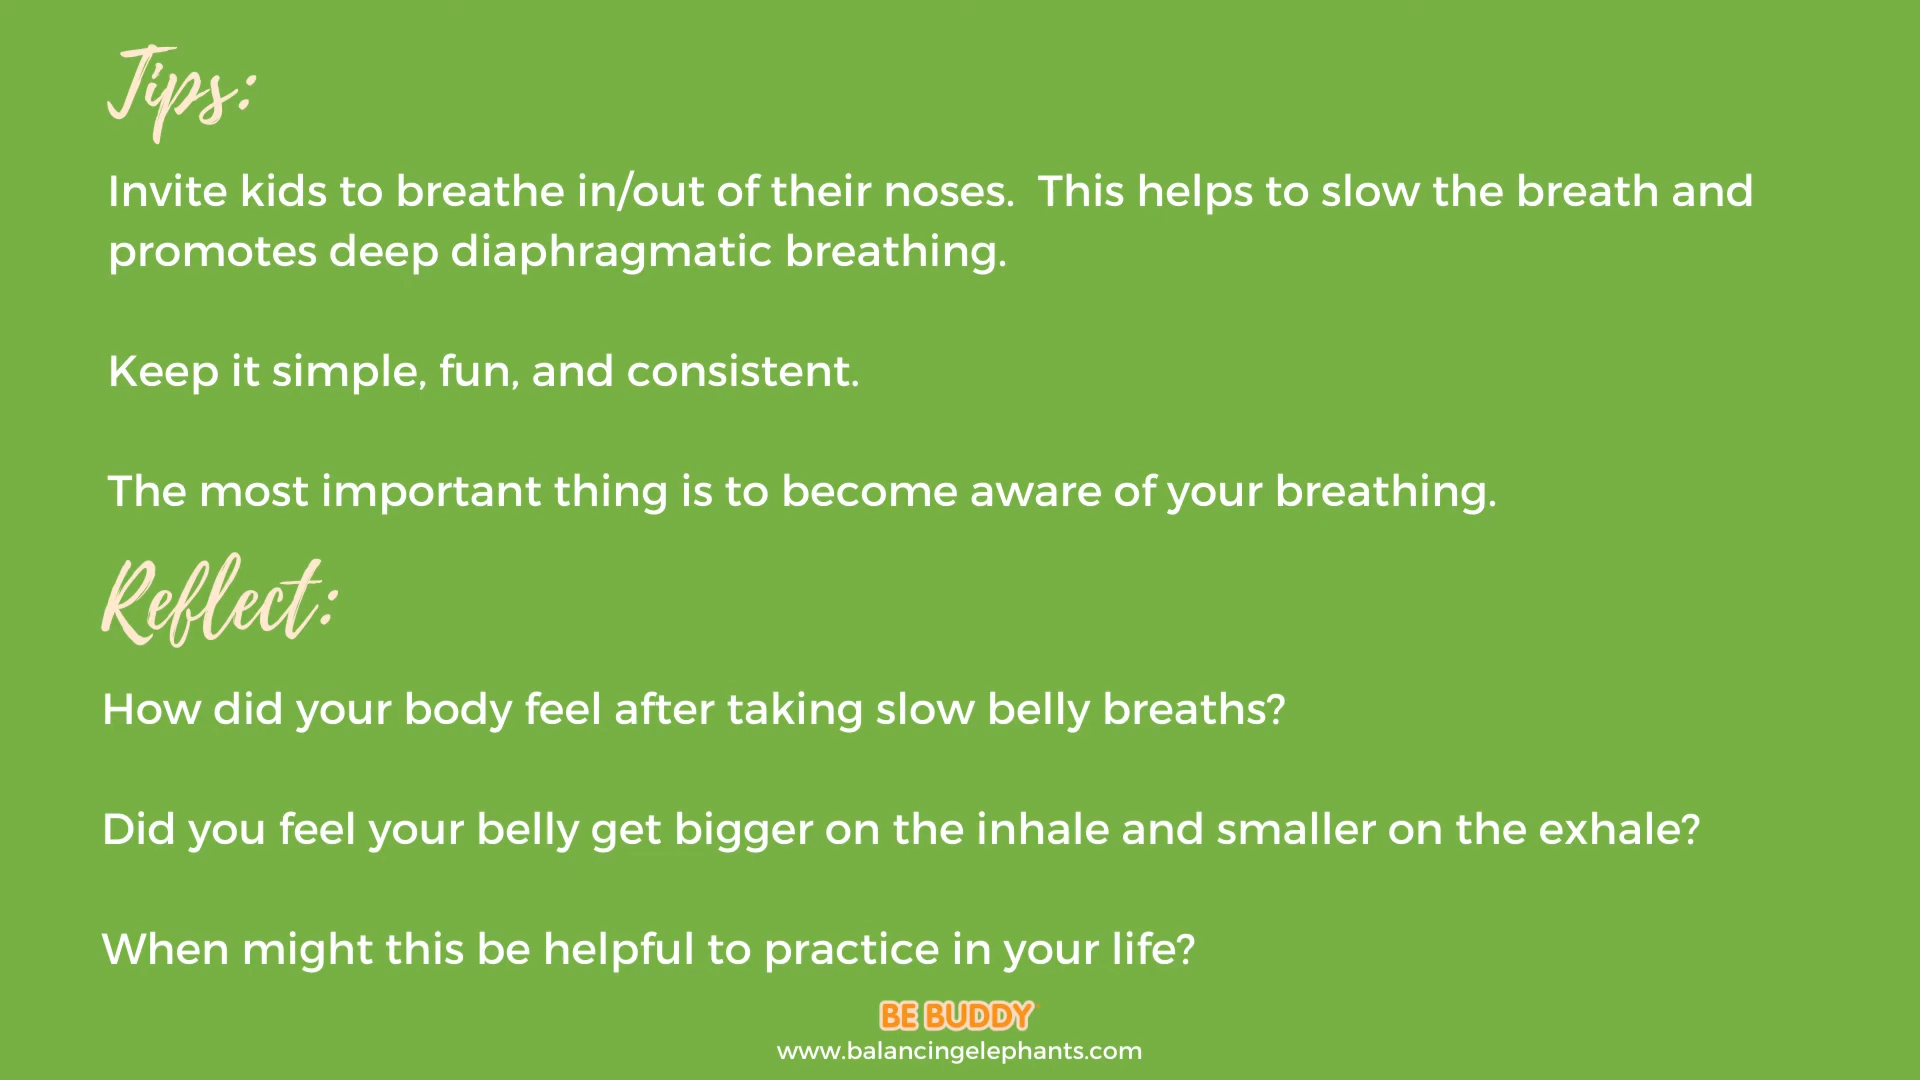 Tips:
Invite kids to breathe in/out of their noses.  This helps to slow the breath and
promotes deep diaphragmatic breathing.
Keep it simple, fun, and consistent.
The most important thing is to become aware of your breathing.
Reflect:
How did your body feel after taking slow belly breaths?
Did you feel your belly get bigger on the inhale and smaller on the exhale?
When might this be helpful to practice in your life?
BE BUDDY
www.balancingelephants.com